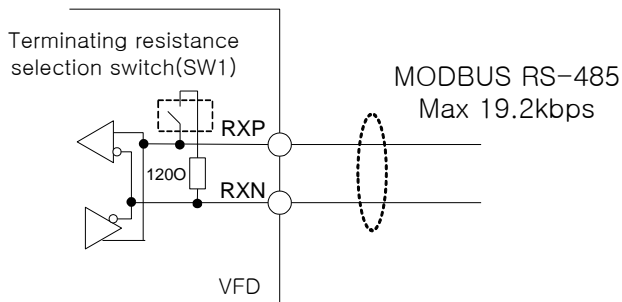 Terminating resistance
selection switch(SW1)
MODBUS RS-485
Max 19.2kbps
RXP
120O
RXN
VFD